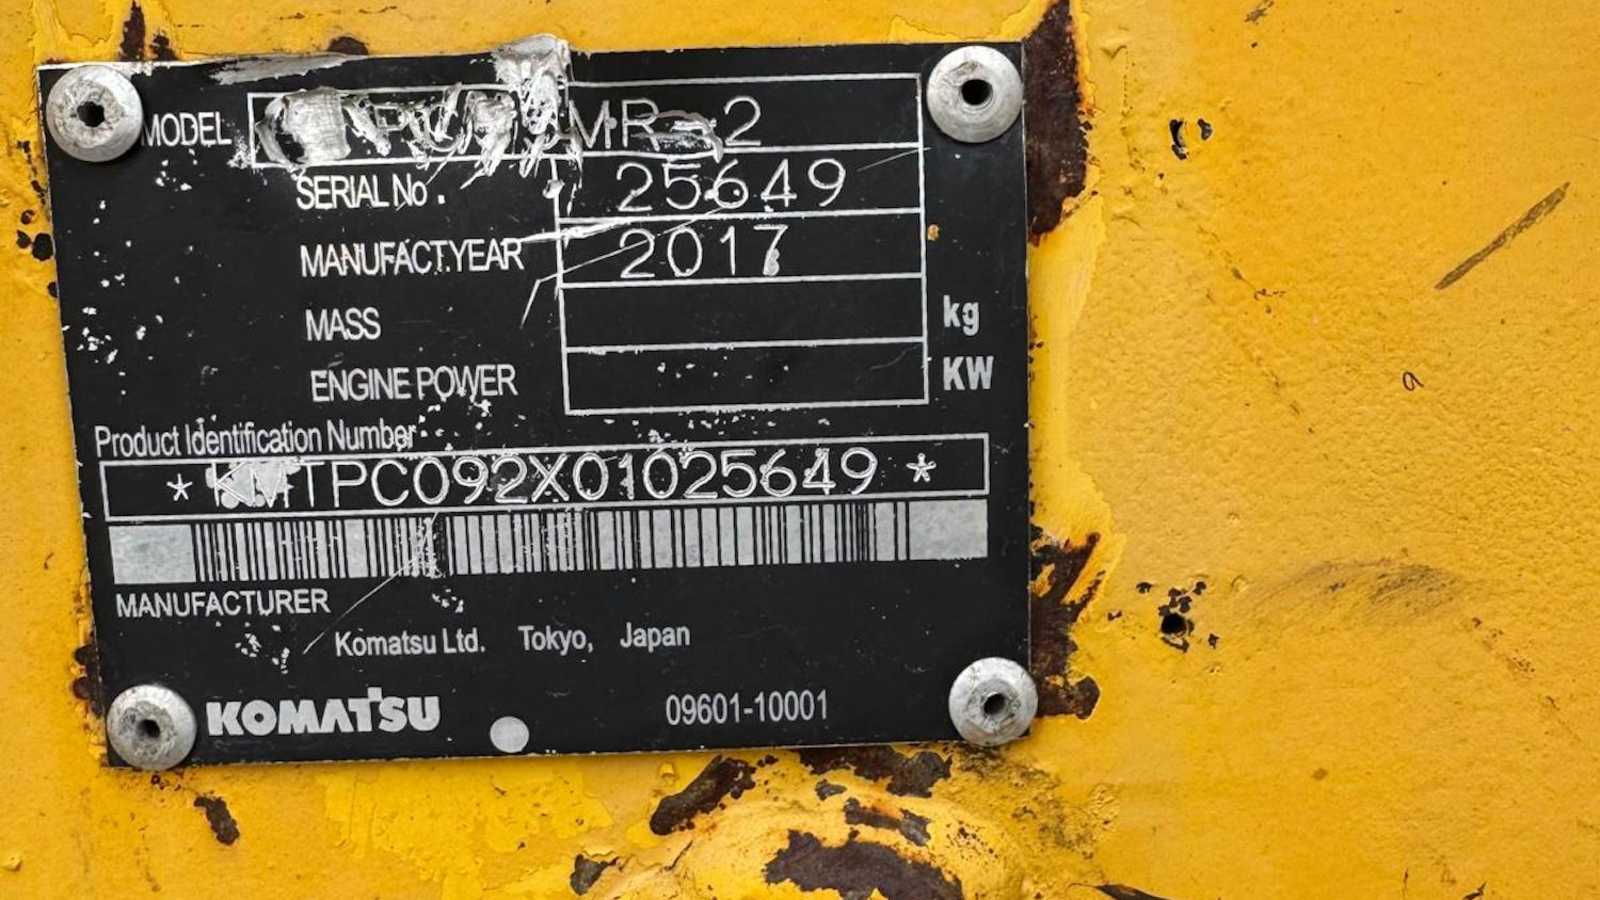 MODEL MR-2
SERIAL No. 25649
MANUFACT.YEAR 2017
MASS kg
ENGINE POWER KW
Product Identification Number
*KMTPC092X01025649*
MANUFACTURER
Komatsu Ltd. Tokyo, Japan
KOMATSU 09601-10001